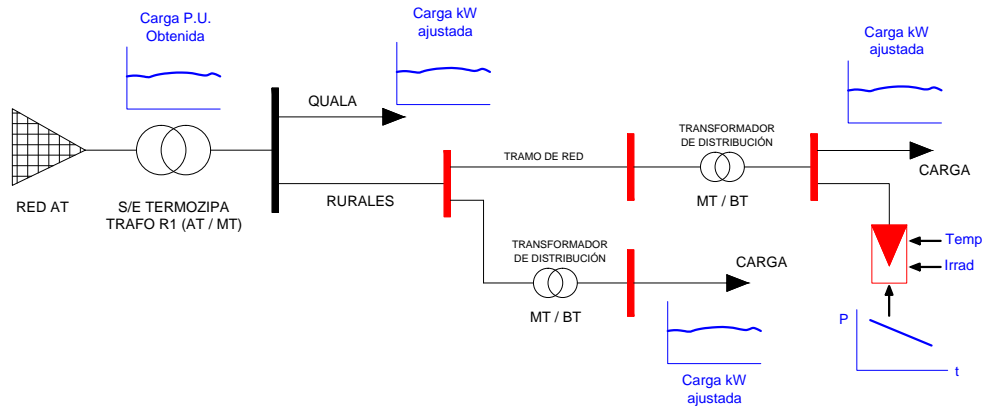 Carga P.U.
Obtenida
Carga kW
ajustada
Carga kW
ajustada
QUALA
TRAMO DE RED
TRANSFORMADOR
DE DISTRIBUCIÓN
MT / BT
CARGA
RED AT
S/E TERMOZIPA
TRAFO R1 (AT / MT)
RURALES
TRANSFORMADOR
DE DISTRIBUCIÓN
MT / BT
CARGA
Temp
Irrad
P
t
Carga kW
ajustada